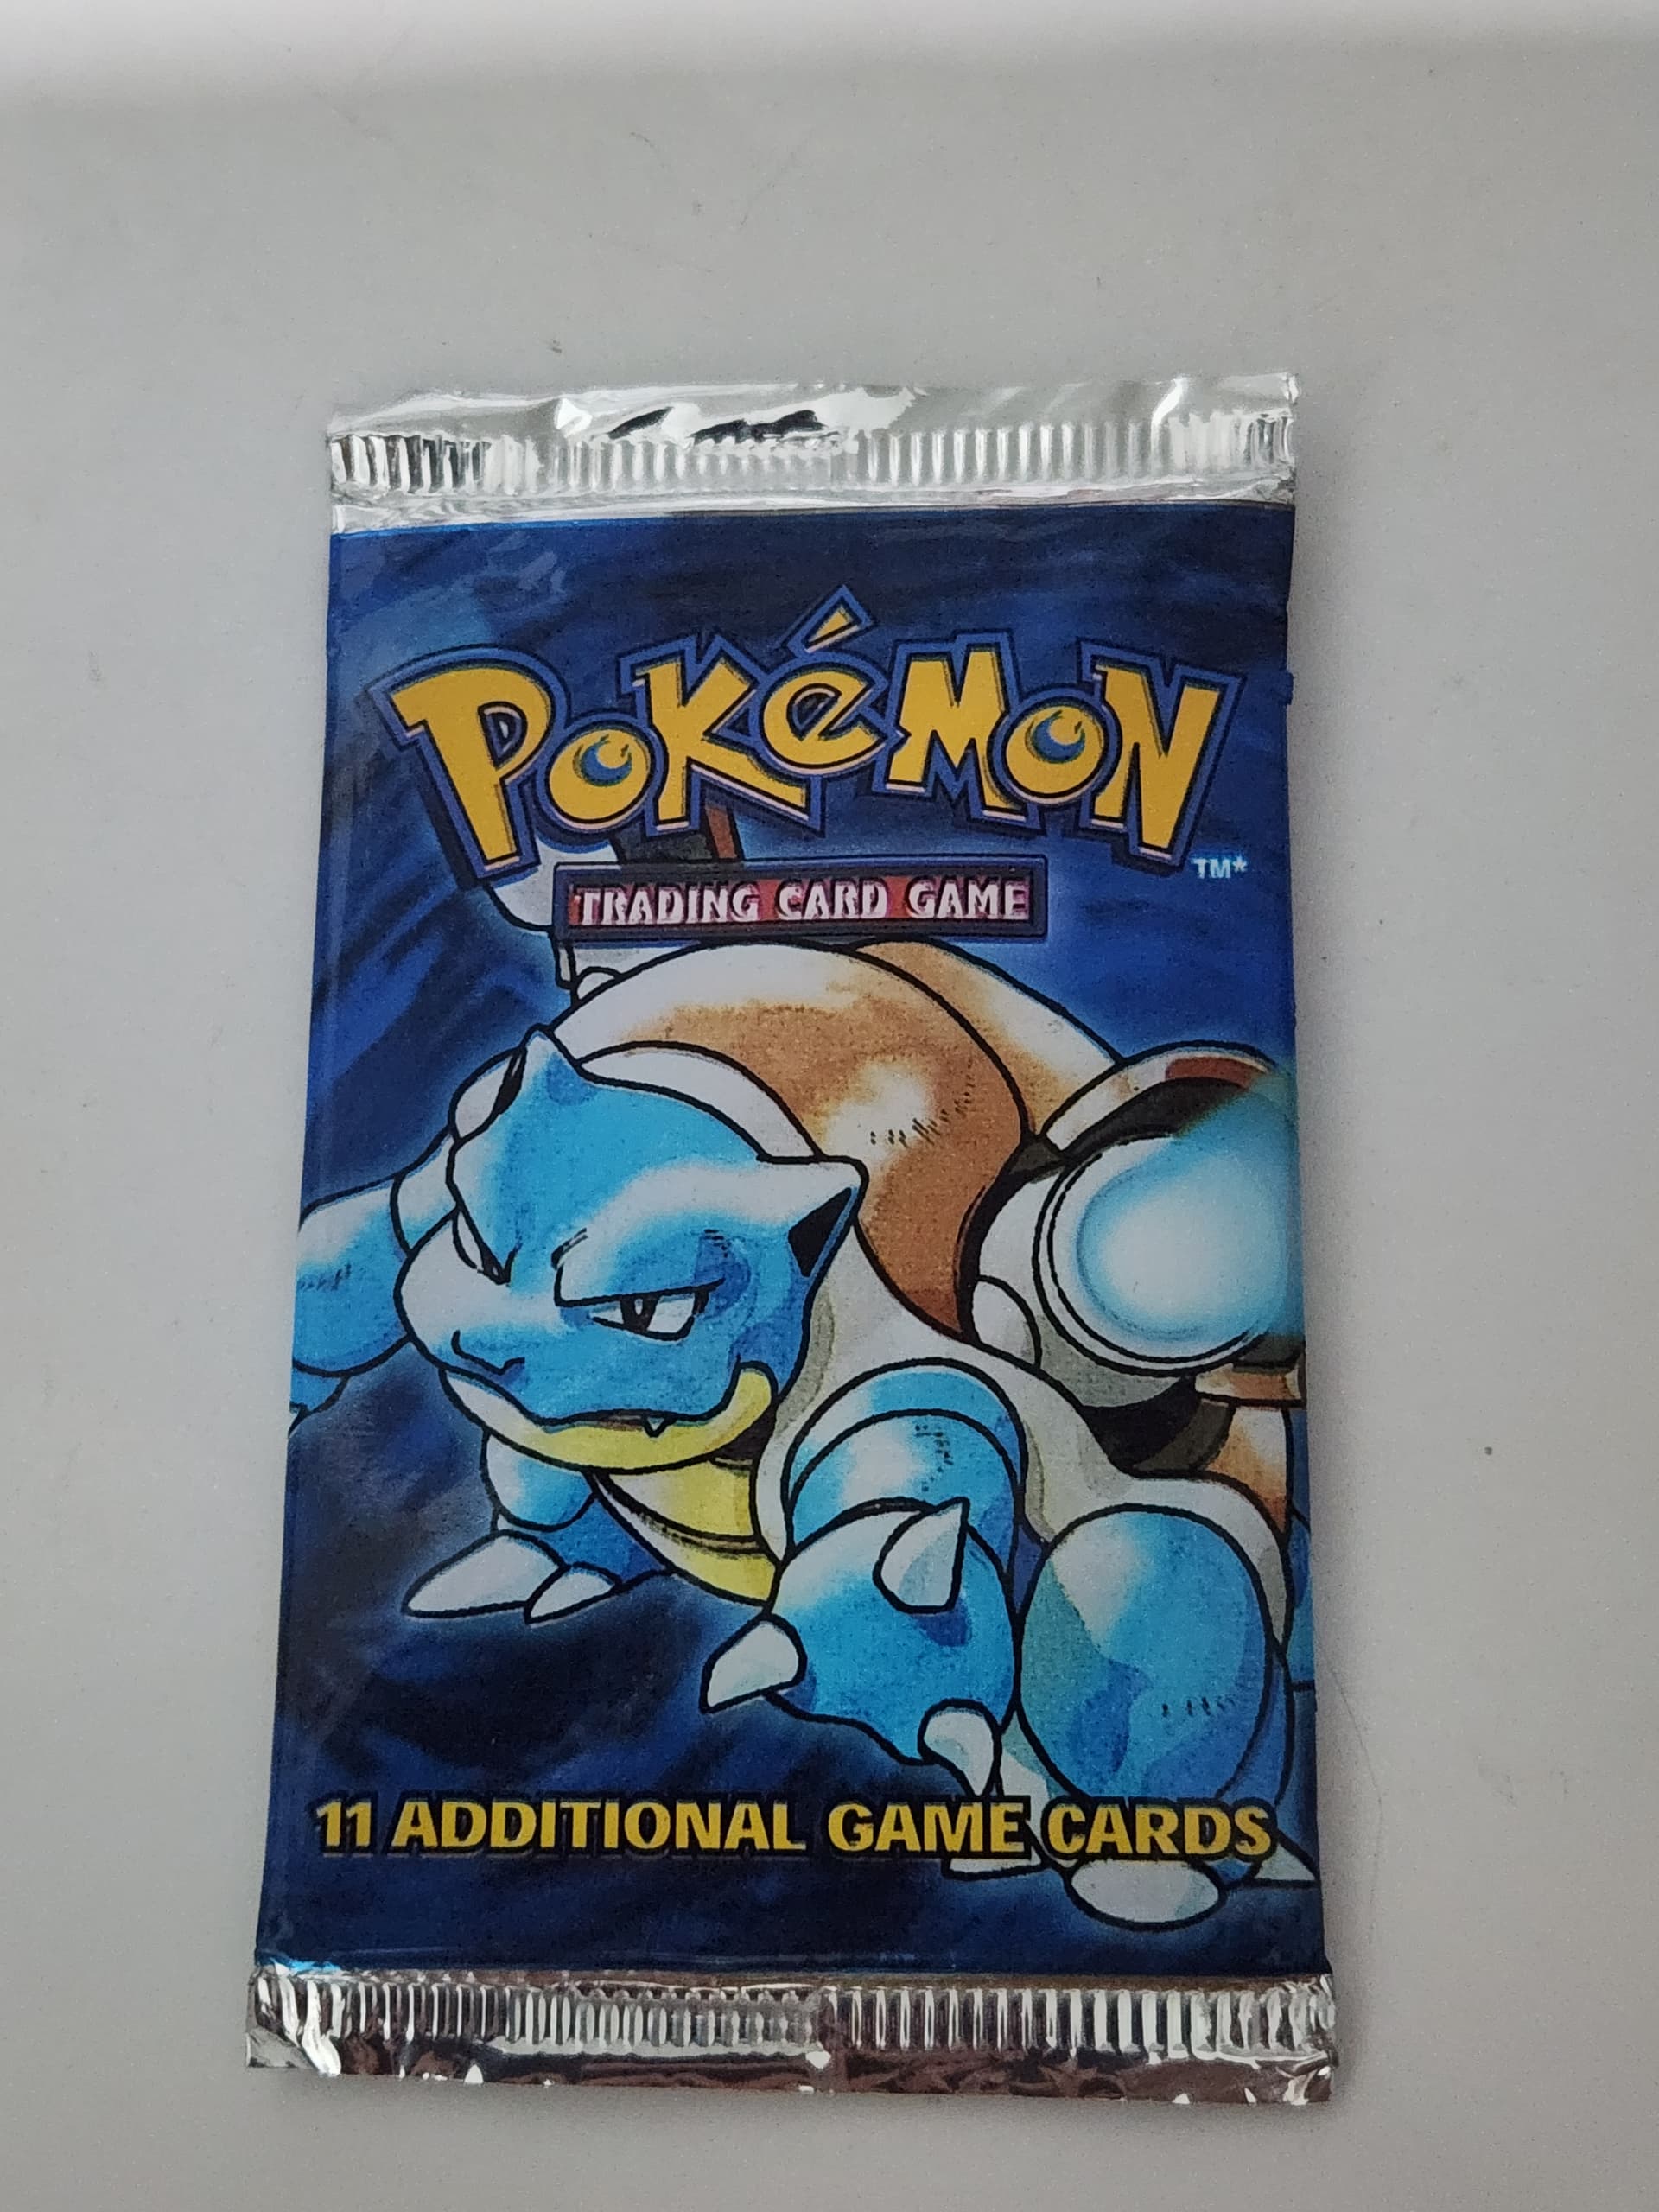 POKéMON
TM*
TRADING CARD GAME
11 ADDITIONAL GAME CARDS